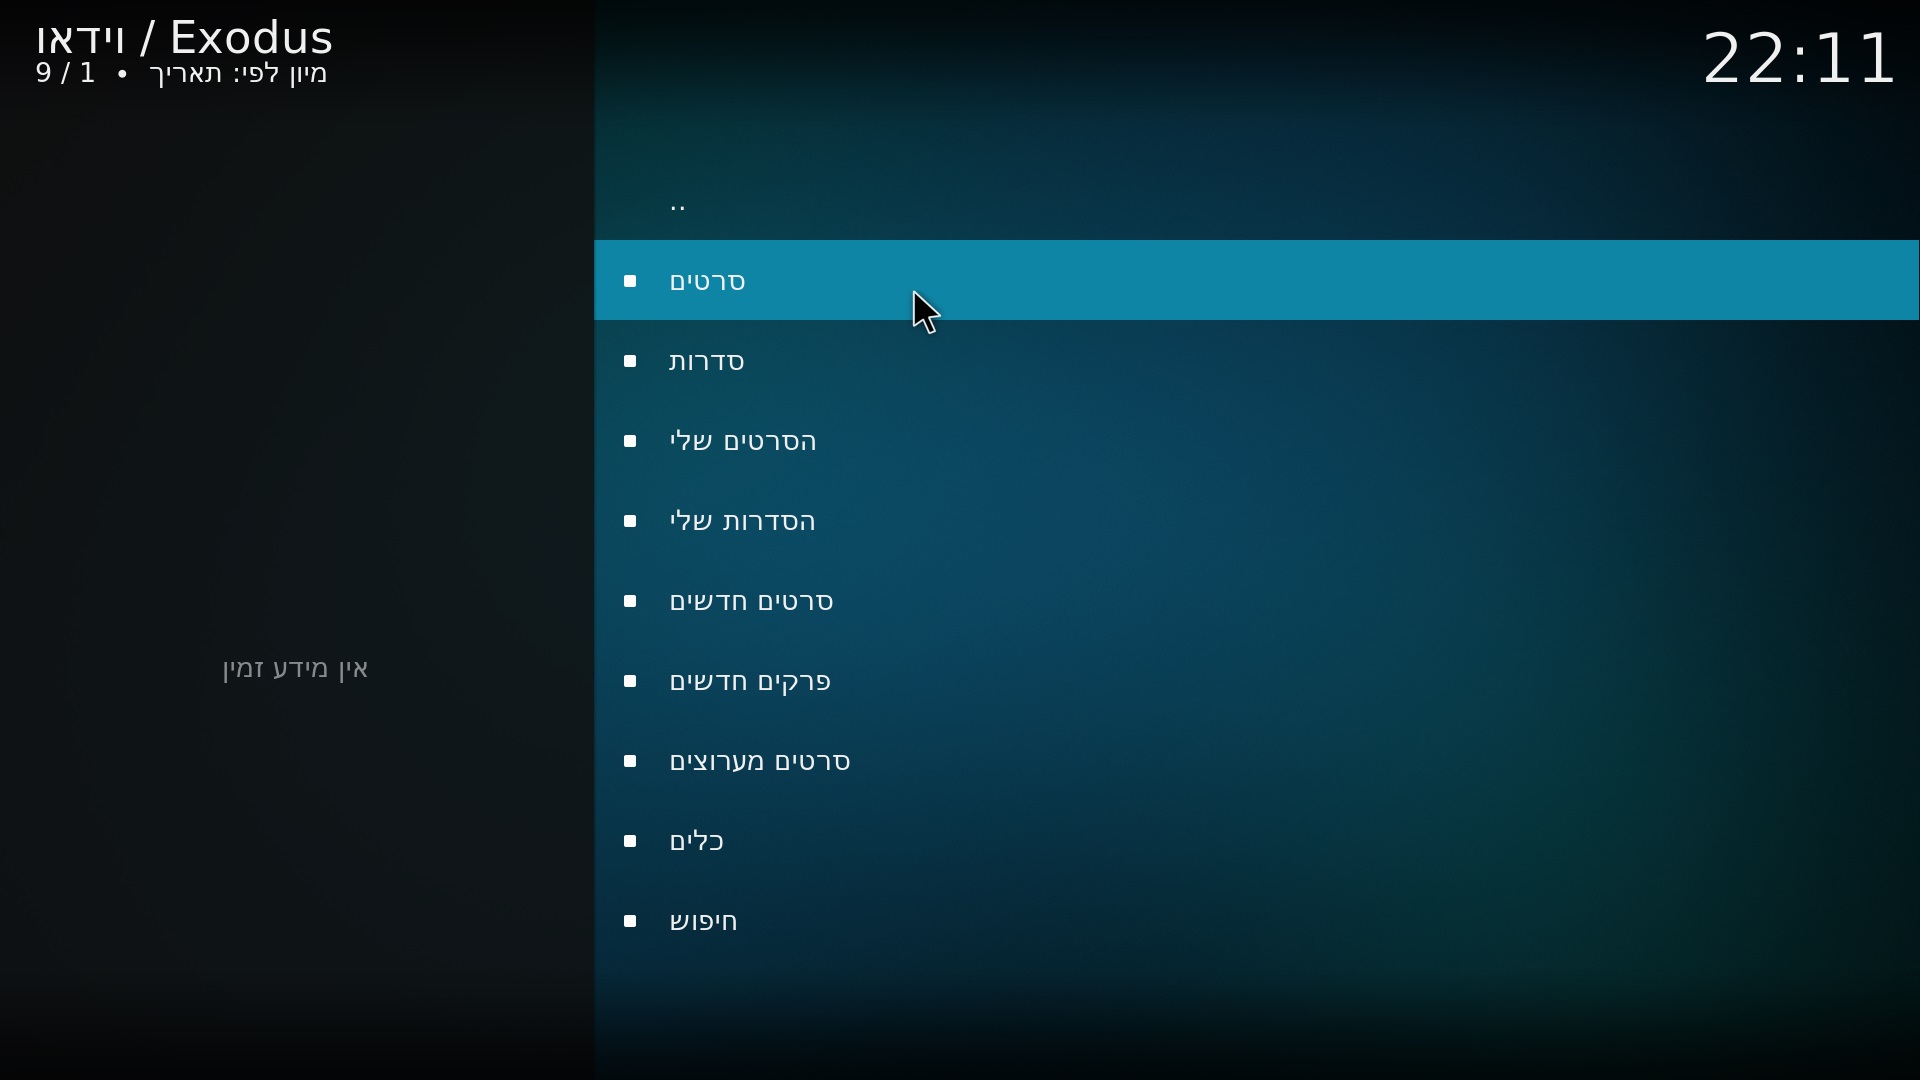 וידאו / Exodus
מיון לפי: תאריך • 1 / 9
22:11
..
סרטים
סדרות
הסרטים שלי
הסדרות שלי
סרטים חדשים
פרקים חדשים
סרטים מערוצים
כלים
חיפוש
אין מידע זמין